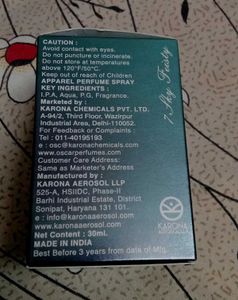 CAUTION :
Avoid contact with eyes.
Do not puncture or incinerate.
Do not store at temperatures
above 120°F/50°C.
Keep out of reach of Children
APPAREL PERFUME SPRAY
KEY INGREDIENTS :
I.P.A, Aqua. P.G, Fragrance.
Marketed by :
KARONA CHEMICALS PVT. LTD.
A-94/2, Third Floor, Wazirpur
Industrial Area, Delhi-110052.
For Feedback or Complaints
: Tel : 011-40195193
e : osc@karonachemicals.com
www.oscarperfumes.com
Customer Care Address:
Same as Marketer's Address
Manufactured by :
KARONA AEROSOL LLP
525-A, HSIIDC, Phase-II
Barhi Industrial Estate, District
Sonipat, Haryana 131 101.
e : info@karonaaerosol.com
w : www.karonaaerosol.com
Net Quantity : 30ml.
MADE IN INDIA
Best Before 3 years from date of Mfg.
7 Sky Frosty
KARONA